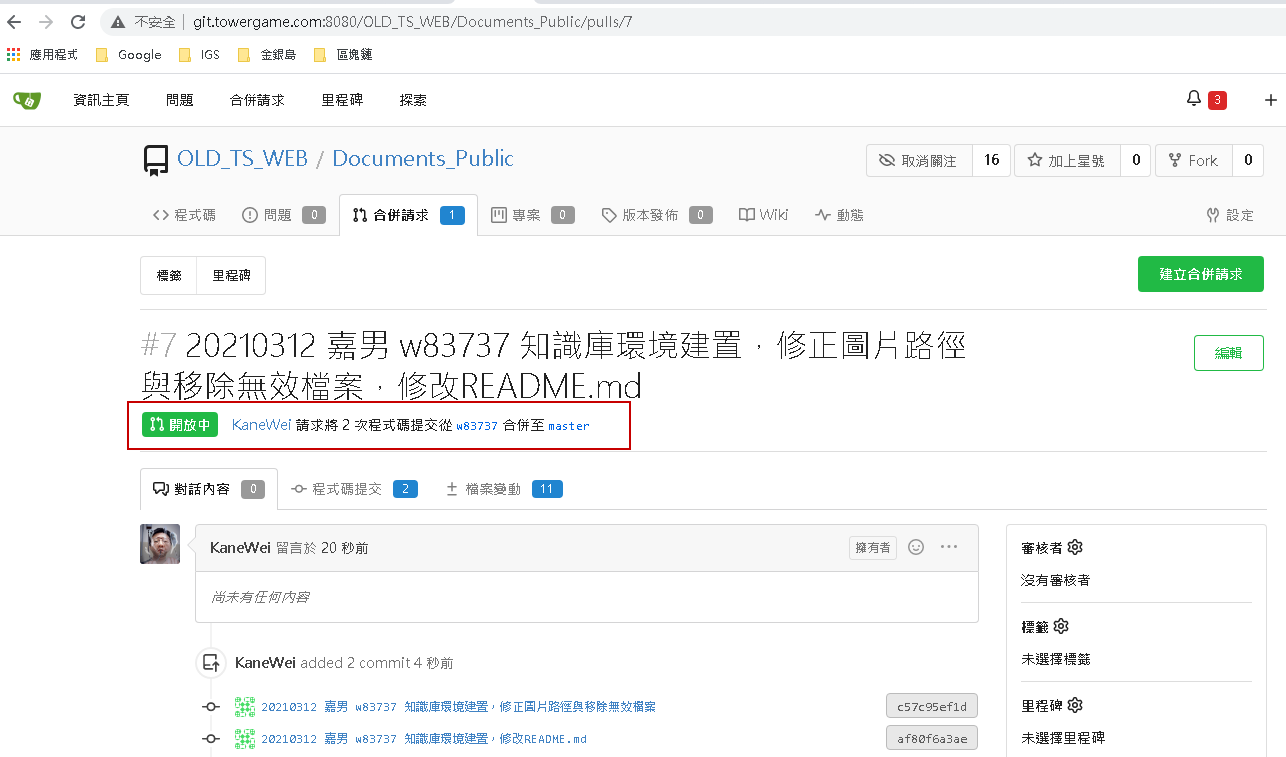 不安全 | git.towergame.com:8080/OLD_TS_WEB/Documents_Public/pulls/7
應用程式 Google IGS 金銀島 區塊鏈
資訊主頁 問題 合併請求 里程碑 探索 3
OLD_TS_WEB / Documents_Public 取消關注 16 加上星號 0 Fork 0
程式碼 問題 0 合併請求 1 專案 0 版本發佈 0 Wiki 動態 設定
標籤 里程碑 建立合併請求
#7 20210312 嘉男 w83737 知識庫環境建置，修正圖片路徑
與移除無效檔案，修改README.md 編輯
開放中 KaneWei 請求將 2 次程式碼提交從 w83737 合併至 master
對話內容 0 程式碼提交 2 檔案變動 11
KaneWei 留言於 20 秒前 擁有者 審核者
尚未有任何內容 沒有審核者
標籤
KaneWei added 2 commit 4 秒前 未選擇標籤
20210312 嘉男 w83737 知識庫環境建置，修正圖片路徑與移除無效檔案 c57c95ef1d 里程碑
20210312 嘉男 w83737 知識庫環境建置，修改README.md af80f6a3ae 未選擇里程碑